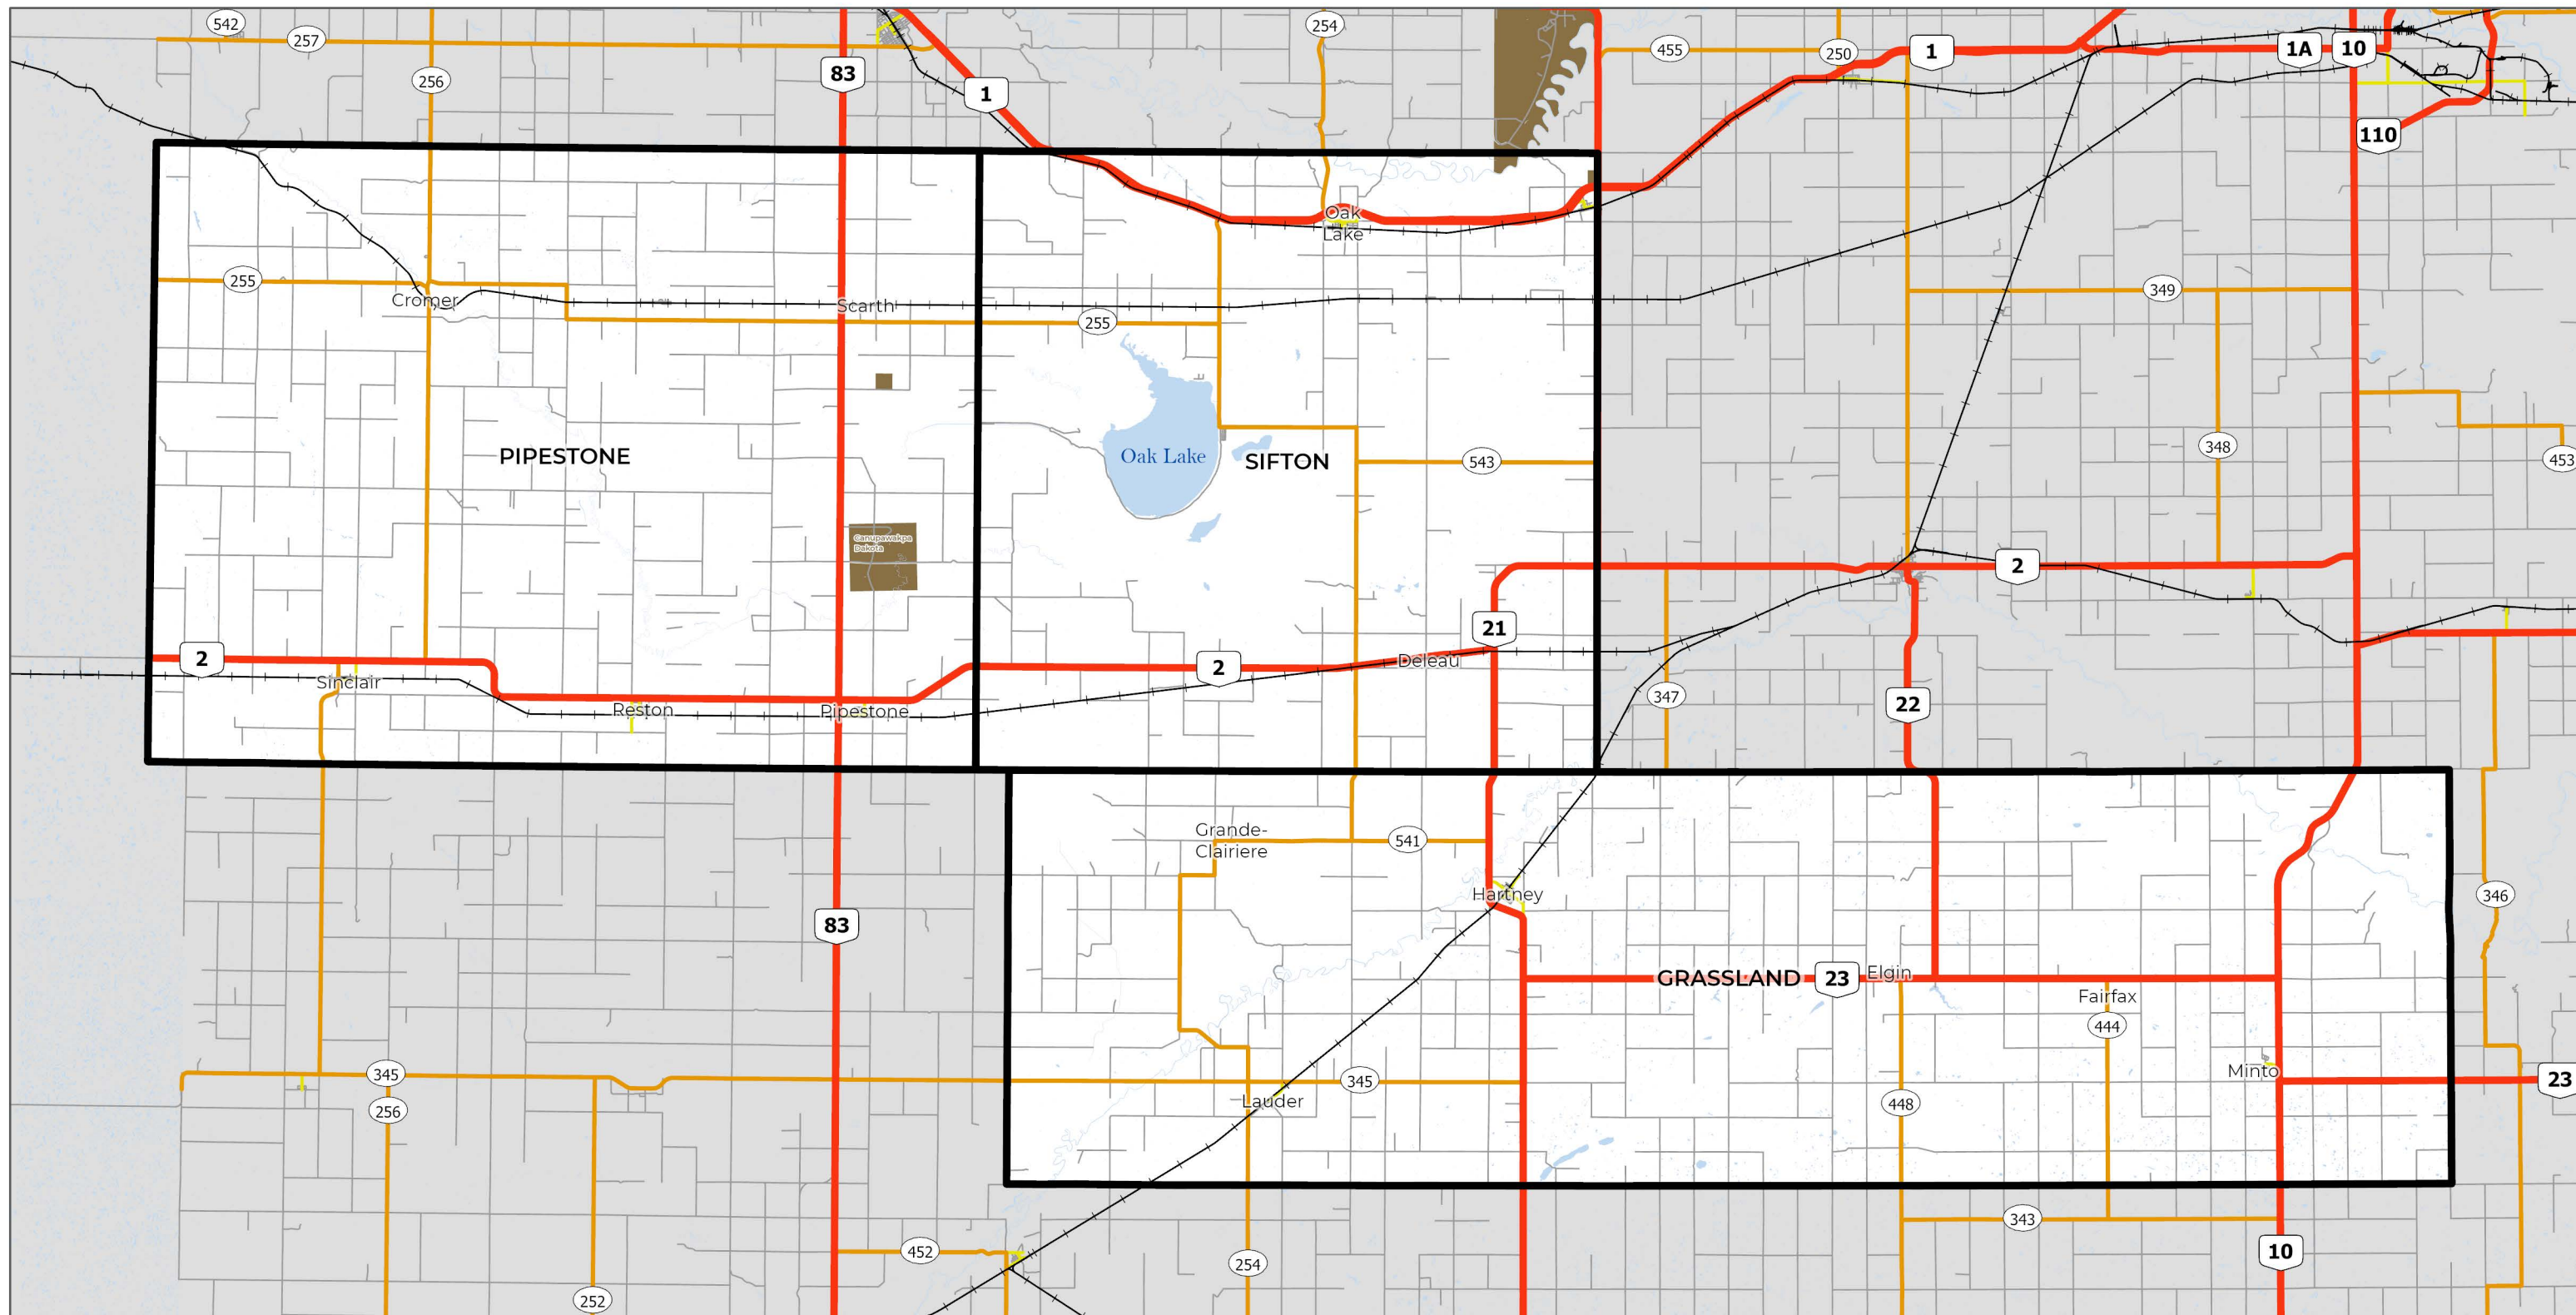 542
257
256
83
1
254
455
250
1
1A
10
110
Oak
Lake
255
Cromer
Scarth
255
349
PIPESTONE
Oak Lake
SIFTON
543
348
453
Canupawakpa
Dakota
2
21
2
Sinclair
Reston
Pipestone
2
Deleau
347
22
Grande-
Clairiere
541
Hartney
83
346
GRASSLAND
23
Elgin
Fairfax
444
345
256
345
Lauder
448
Minto
23
452
254
343
10
252